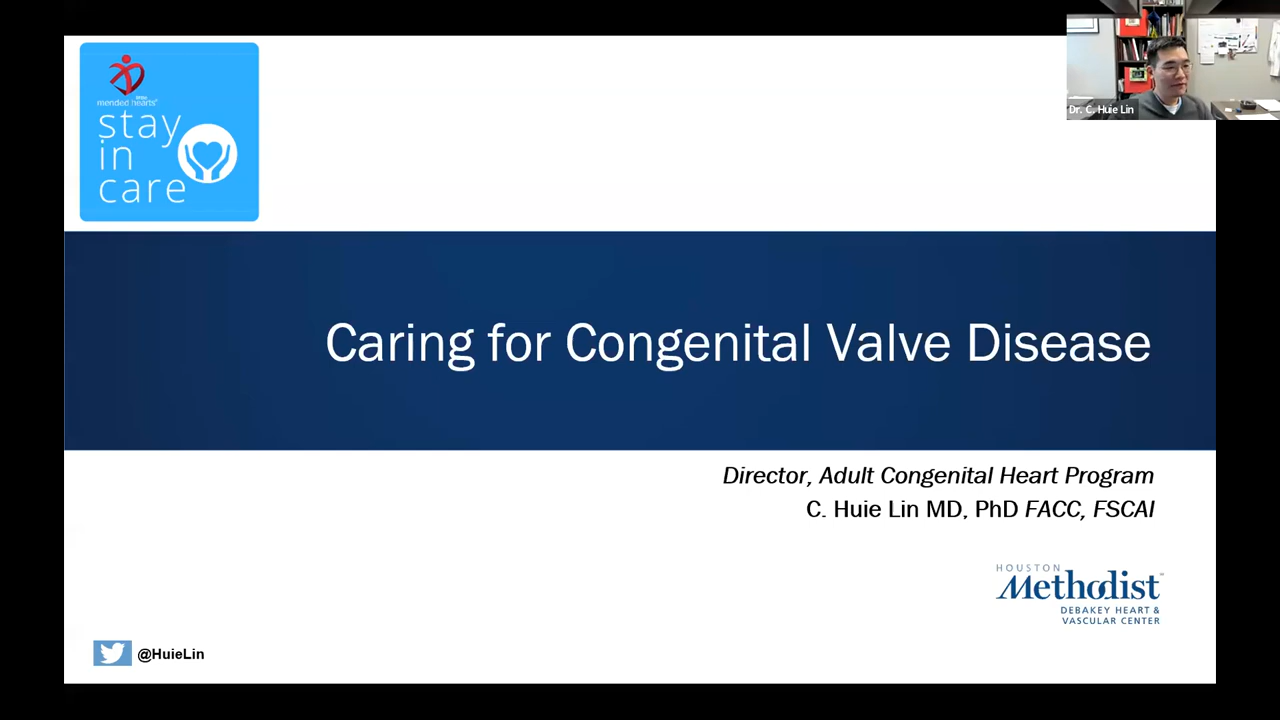 mended little hearts
stay
in
care
Dr. C. Huie Lin
Caring for Congenital Valve Disease
Director, Adult Congenital Heart Program
C. Huie Lin MD, PhD FACC, FSCAI
HOUSTON
Methodist
DEBAKEY HEART &
VASCULAR CENTER
@HuieLin